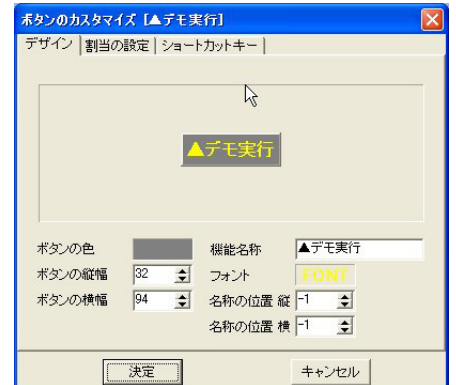 ボタンのカスタマイズ [▲デモ実行]
デザイン 割当の設定 ショートカットキー
▲デモ実行
ボタンの色 機能名称 ▲デモ実行
ボタンの縦幅 32 フォント FONT
ボタンの横幅 94 名称の位置 縦 -1
名称の位置 横 -1
決定 キャンセル